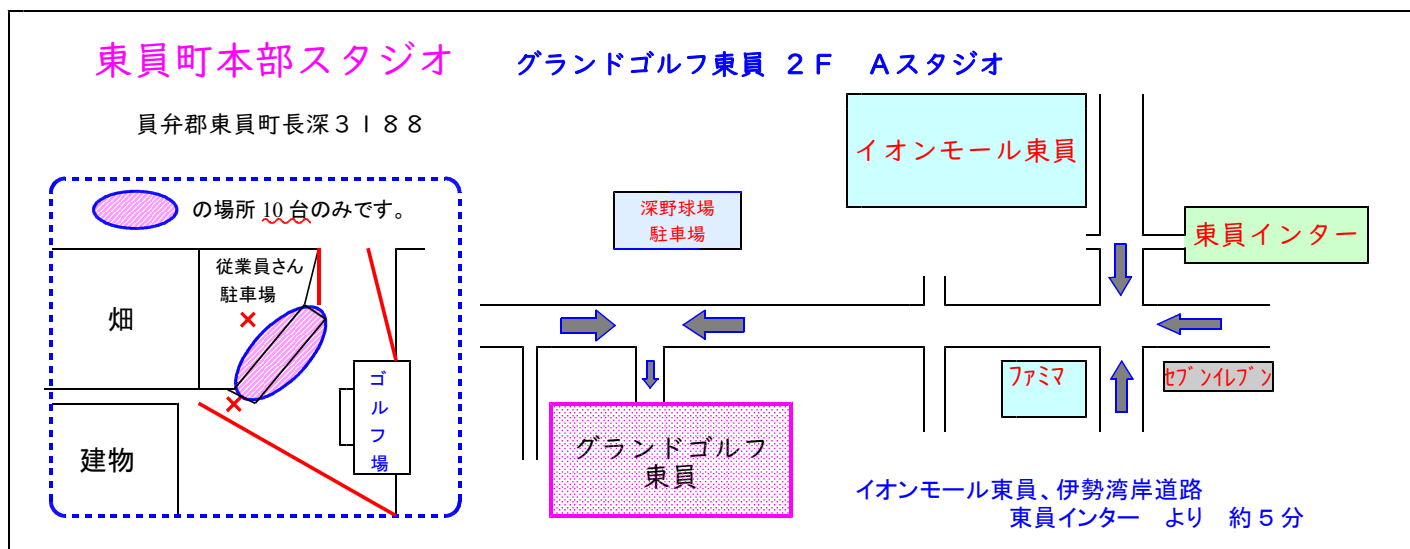 東員町本部スタジオ
グランドゴルフ東員 2F Aスタジオ
員弁郡東員町長深3188
の場所 10 台のみです。
従業員さん
駐車場
畑
建物
ゴルフ場
深野球場
駐車場
イオンモール東員
東員インター
ファミマ
セブンイレブン
グランドゴルフ
東員
イオンモール東員、伊勢湾岸道路
東員インター より 約5分